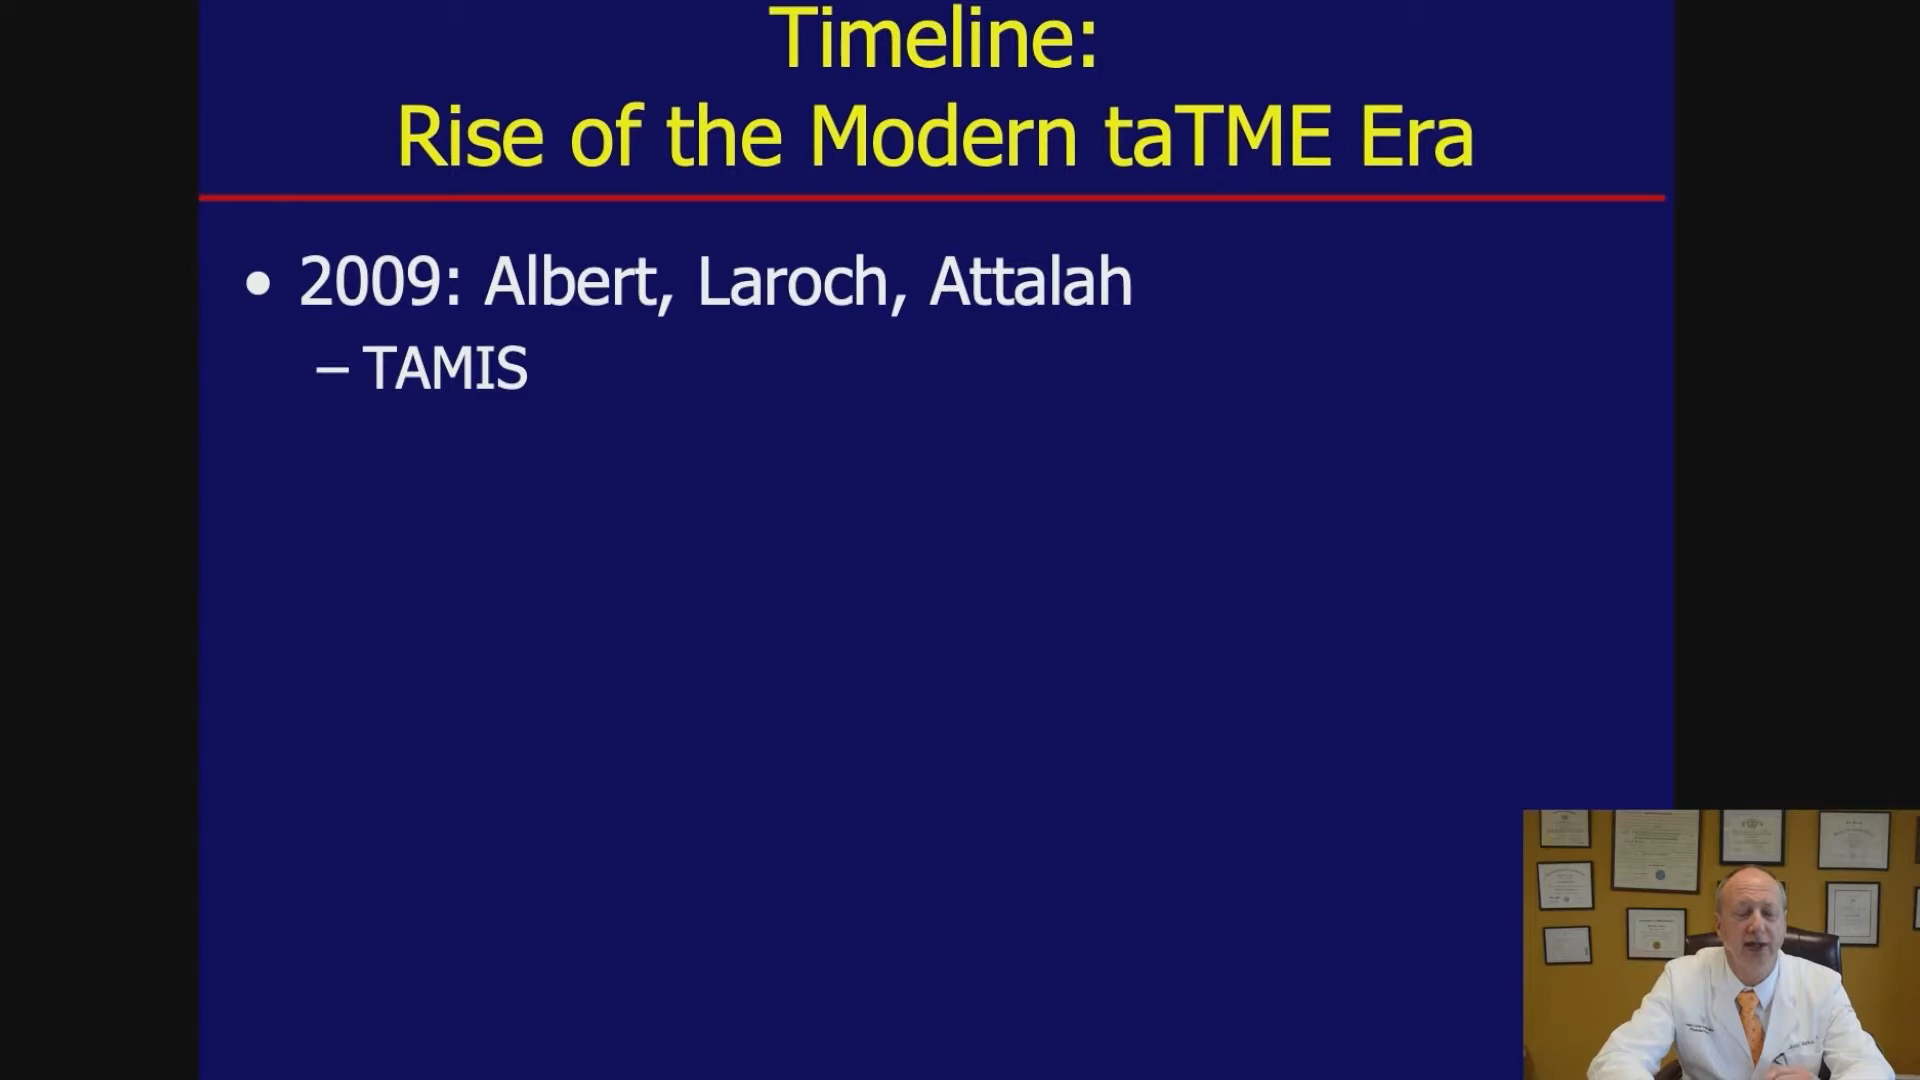 Timeline:
Rise of the Modern taTME Era
• 2009: Albert, Laroch, Attalah
– TAMIS